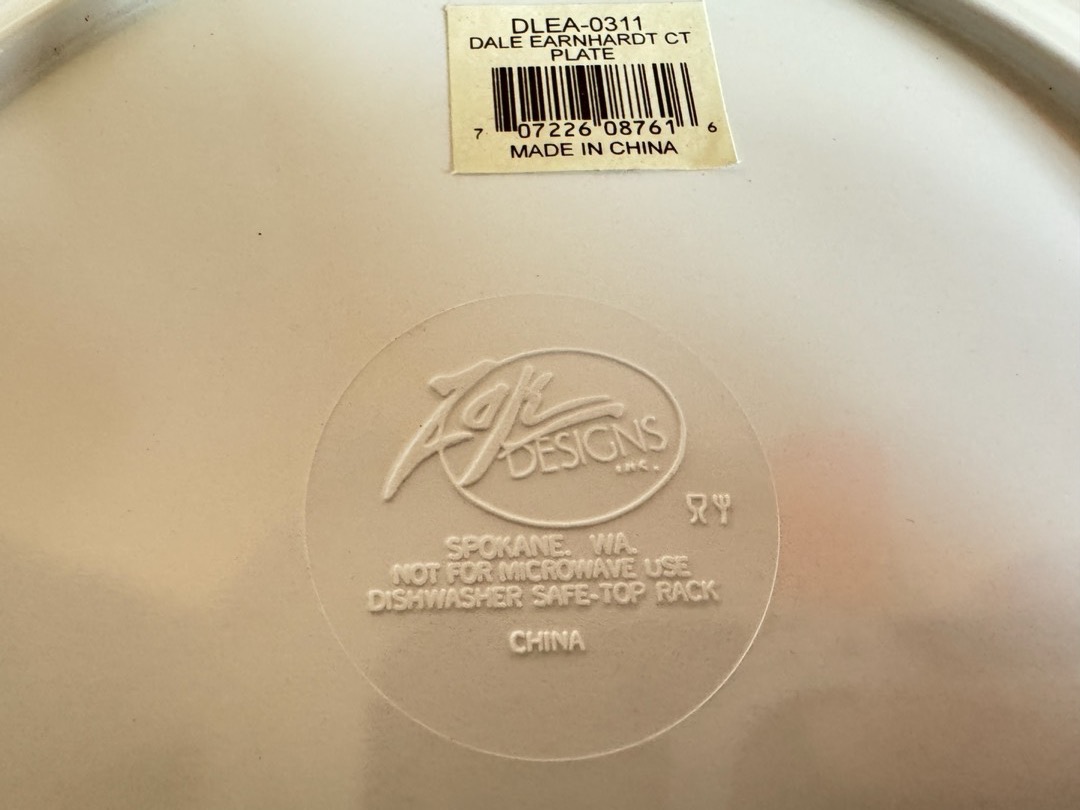 DLEA-0311
DALE EARNHARDT CT
PLATE
7 07226 08761 6
MADE IN CHINA
Zak
DESIGNS
INC.
SPOKANE. WA.
NOT FOR MICROWAVE USE
DISHWASHER SAFE-TOP RACK
CHINA